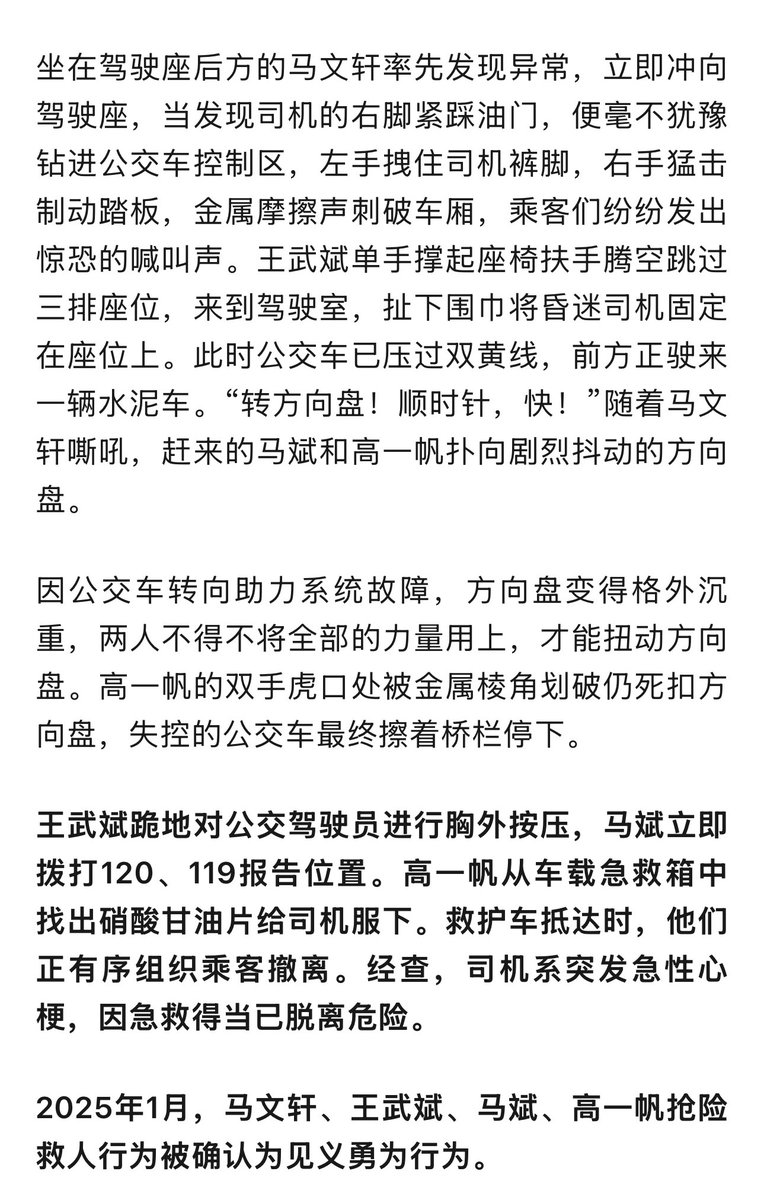 坐在驾驶座后方的马文轩率先发现异常，立即冲向
驾驶座，当发现司机的右脚紧踩油门，便毫不犹豫
钻进公交车控制区，左手拽住司机裤脚，右手猛击
制动踏板，金属摩擦声刺破车厢，乘客们纷纷发出
惊恐的喊叫声。王武斌单手撑起座椅扶手腾空跳过
三排座位，来到驾驶室，扯下围巾将昏迷司机固定
在座位上。此时公交车已压过双黄线，前方正驶来
一辆水泥车。“转方向盘！顺时针，快！”随着马文
轩嘶吼，赶来的马斌和高一帆扑向剧烈抖动的方向
盘。
因公交车转向助力系统故障，方向盘变得格外沉
重，两人不得不将全部的力量用上，才能扭动方向
盘。高一帆的双手虎口处被金属棱角划破仍死扣方
向盘，失控的公交车最终擦着桥栏停下。
王武斌跪地对公交驾驶员进行胸外按压，马斌立即
拨打120、119报告位置。高一帆从车载急救箱中
找出硝酸甘油片给司机服下。救护车抵达时，他们
正有序组织乘客撤离。经查，司机系突发急性心
梗，因急救得当已脱离危险。
2025年1月，马文轩、王武斌、马斌、高一帆抢险
救人行为被确认为见义勇为行为。